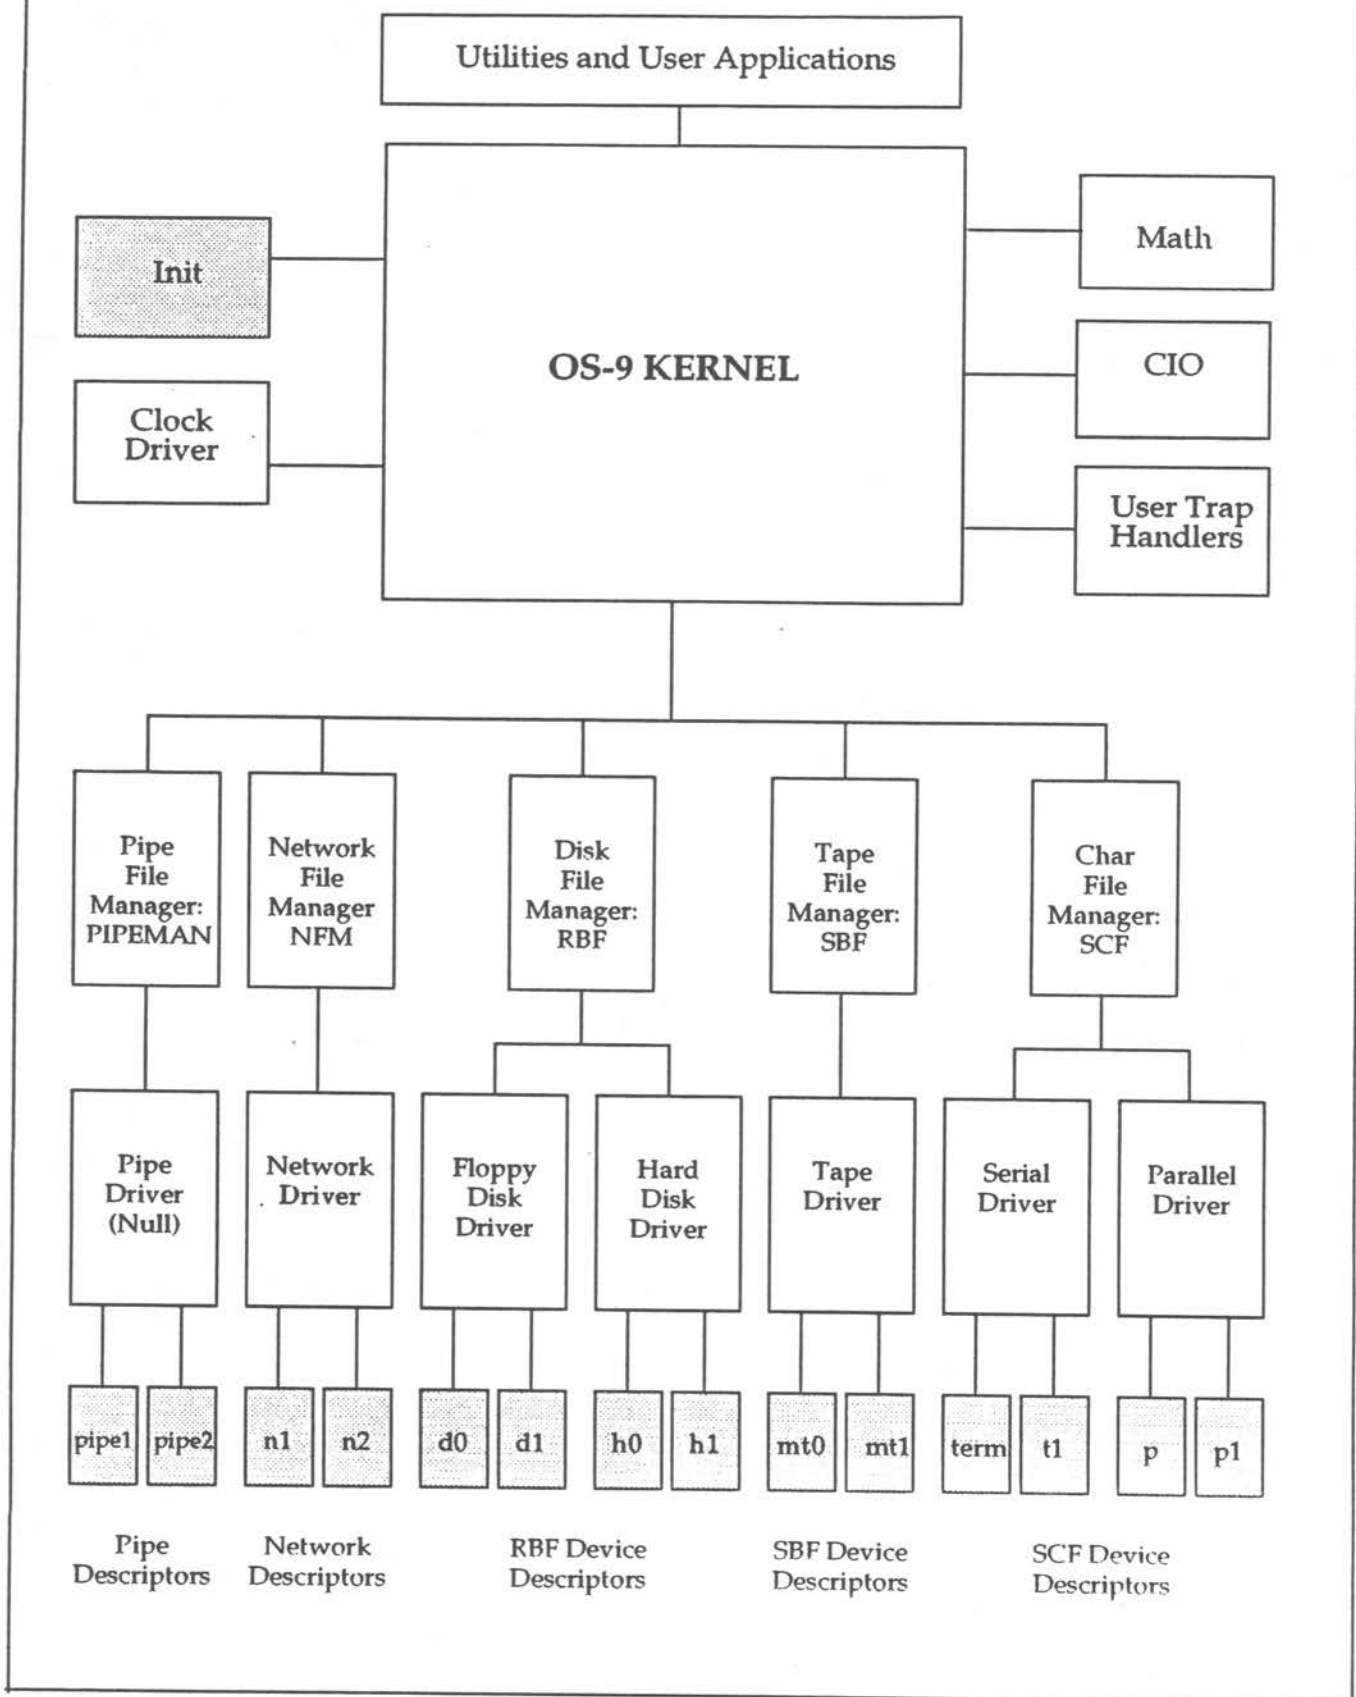 Utilities and User Applications
Init
Clock
Driver
OS-9 KERNEL
Math
CIO
User Trap
Handlers
Pipe
File
Manager:
PIPEMAN
Network
File
Manager
NFM
Disk
File
Manager:
RBF
Tape
File
Manager:
SBF
Char
File
Manager:
SCF
Pipe
Driver
(Null)
Network
Driver
Floppy
Disk
Driver
Hard
Disk
Driver
Tape
Driver
Serial
Driver
Parallel
Driver
pipe1
pipe2
n1
n2
d0
d1
h0
h1
mt0
mt1
term
t1
p
p1
Pipe
Descriptors
Network
Descriptors
RBF Device
Descriptors
SBF Device
Descriptors
SCF Device
Descriptors